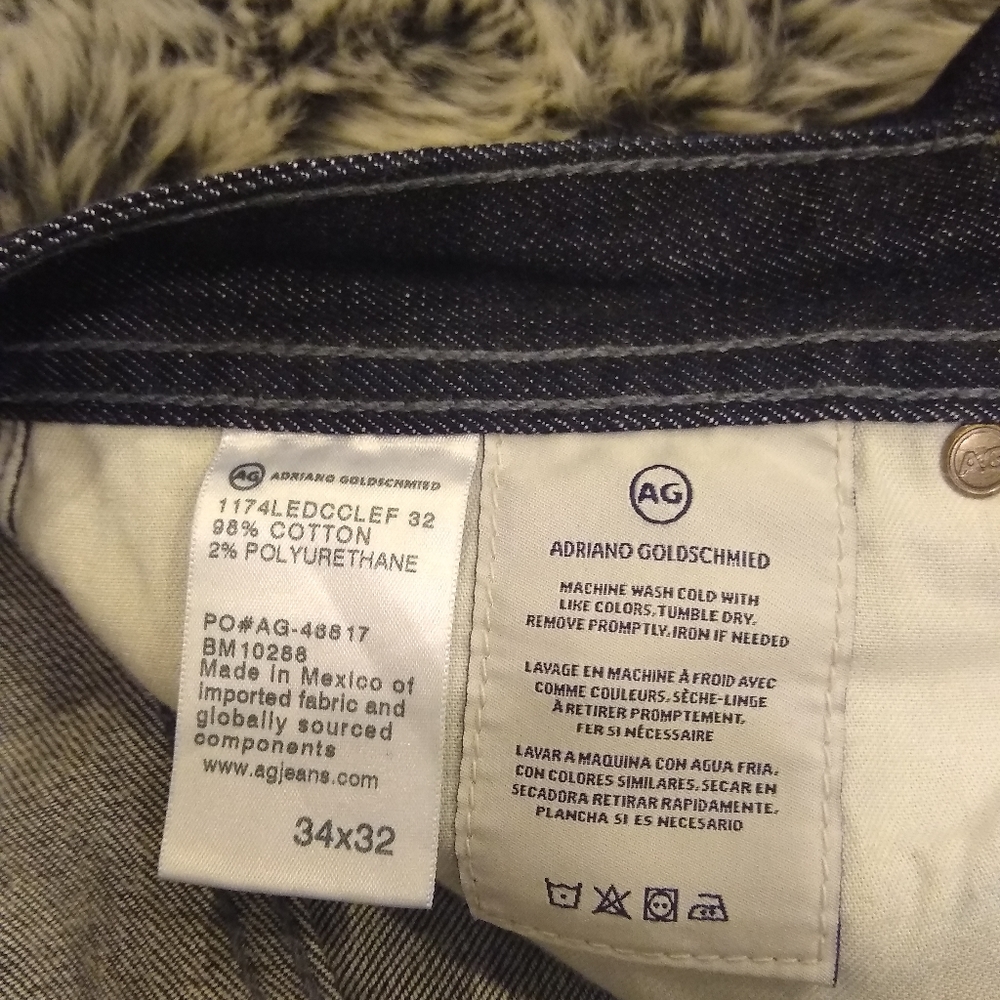 AG ADRIANO GOLDSCHMIED
1174LEDCCLEF 32
98% COTTON
2% POLYURETHANE
PO#AG-46817
BM10288
Made in Mexico of
imported fabric and
globally sourced
components
www.agjeans.com
34x32
AG
ADRIANO GOLDSCHMIED
MACHINE WASH COLD WITH
LIKE COLORS. TUMBLE DRY.
REMOVE PROMPTLY. IRON IF NEEDED
LAVAGE EN MACHINE À FROID AVEC
COMME COULEURS. SÈCHE-LINGE
À RETIRER PROMPTEMENT,
FER SI NÉCESSAIRE
LAVAR A MAQUINA CON AGUA FRIA.
CON COLORES SIMILARES. SECAR EN
SECADORA RETIRAR RAPIDAMENTE.
PLANCHA SI ES NECESARIO
AG